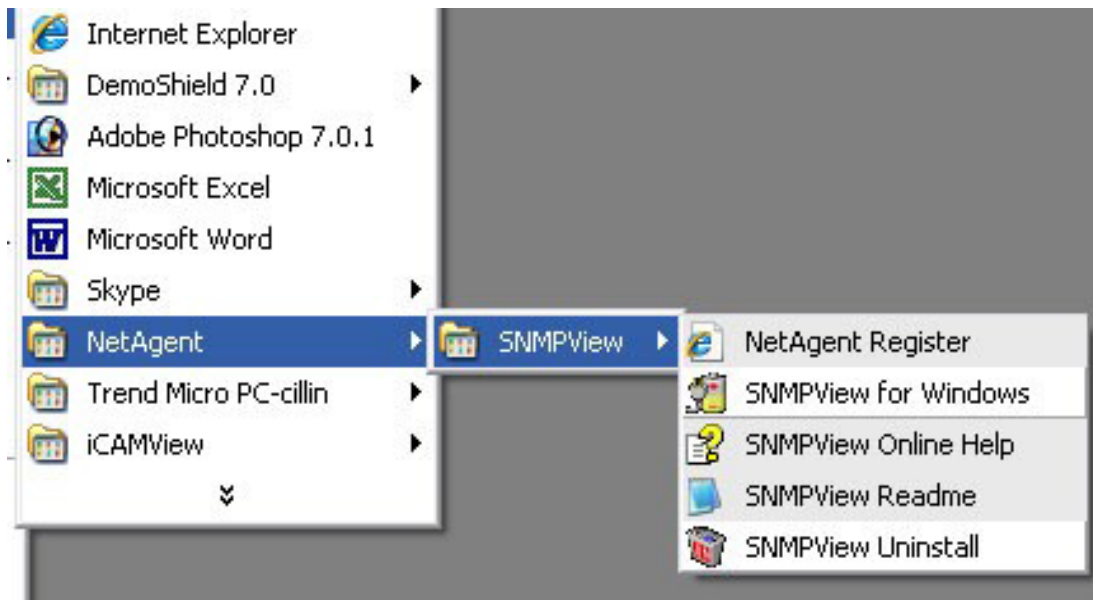 Internet Explorer
DemoShield 7.0
Adobe Photoshop 7.0.1
Microsoft Excel
Microsoft Word
Skype
NetAgent
Trend Micro PC-cillin
iCAMView
SNMPView
NetAgent Register
SNMPView for Windows
SNMPView Online Help
SNMPView Readme
SNMPView Uninstall